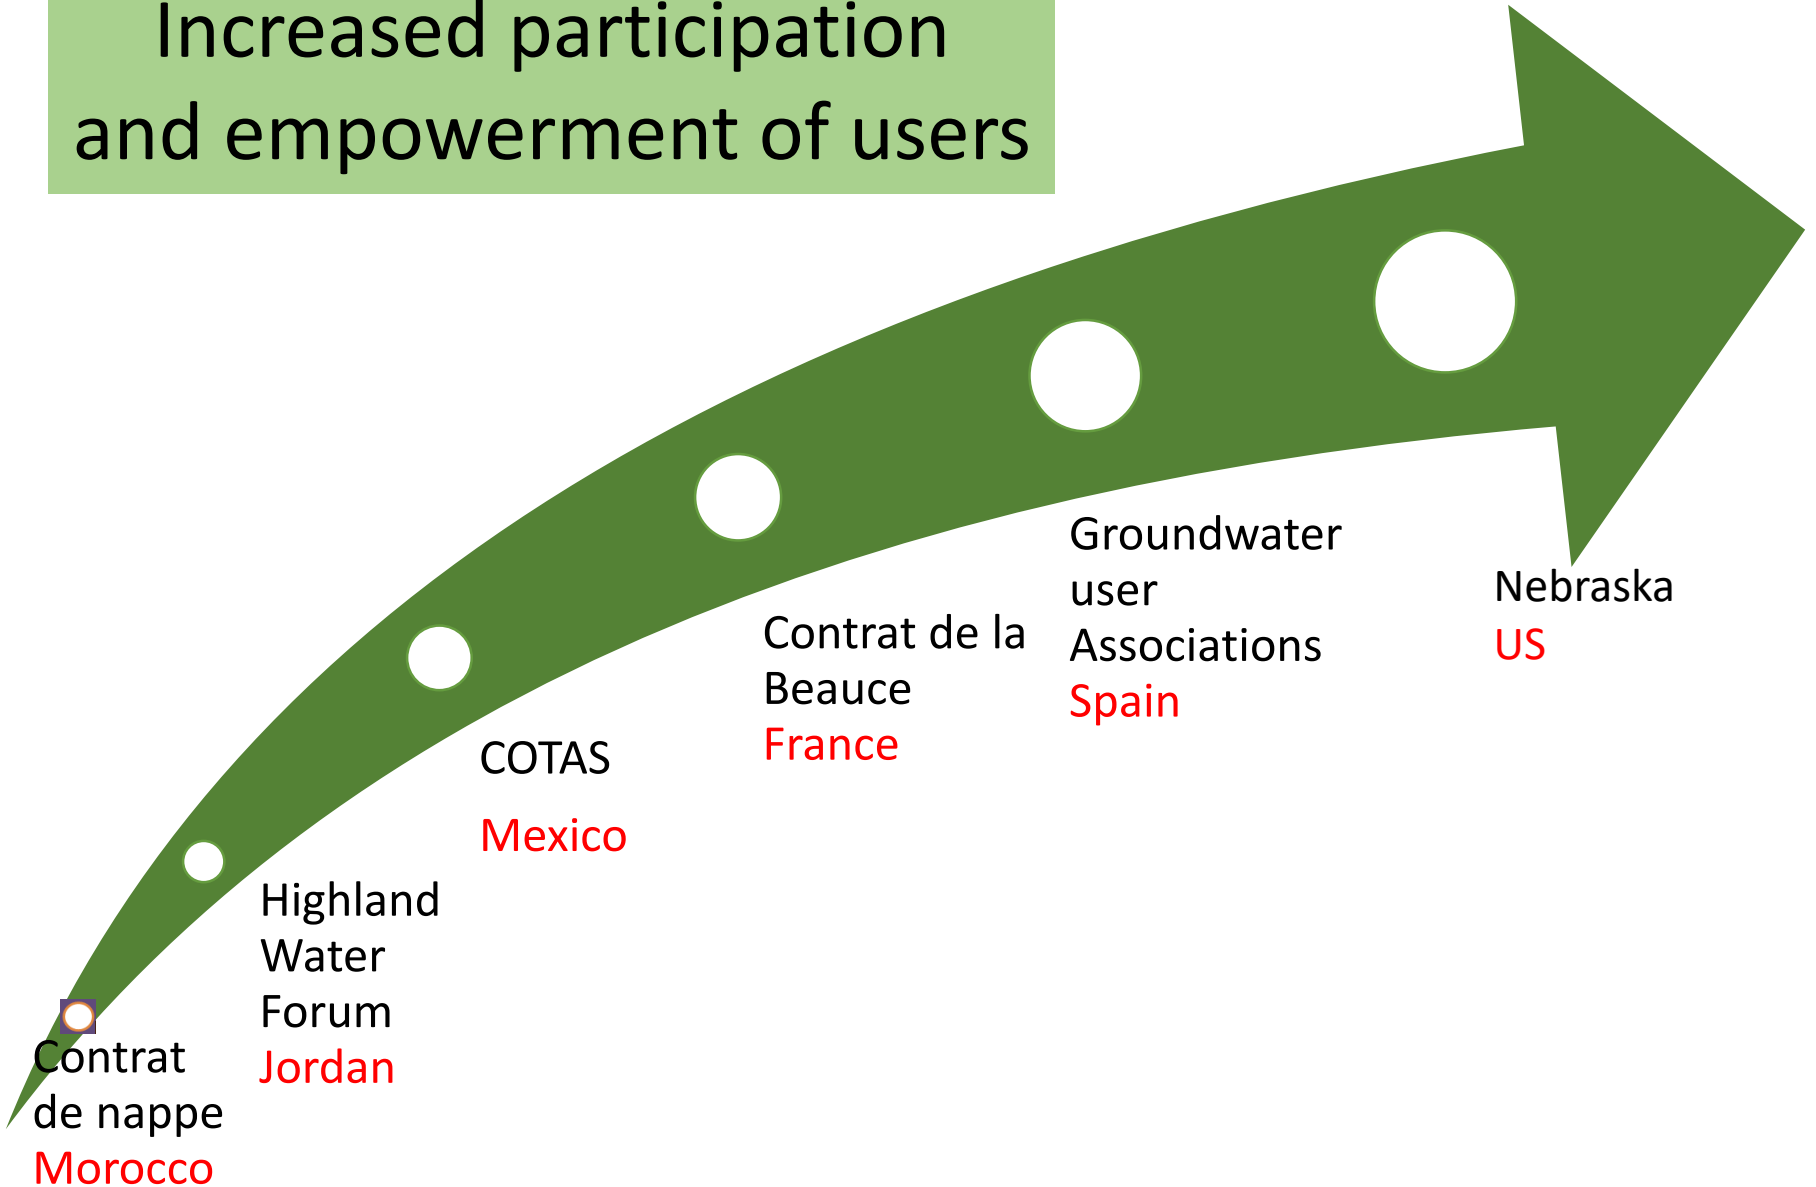 Increased participation
and empowerment of users
Contrat
de nappe
Morocco
Highland
Water
Forum
Jordan
COTAS
Mexico
Contrat de la
Beauce
France
Groundwater
user
Associations
Spain
Nebraska
US